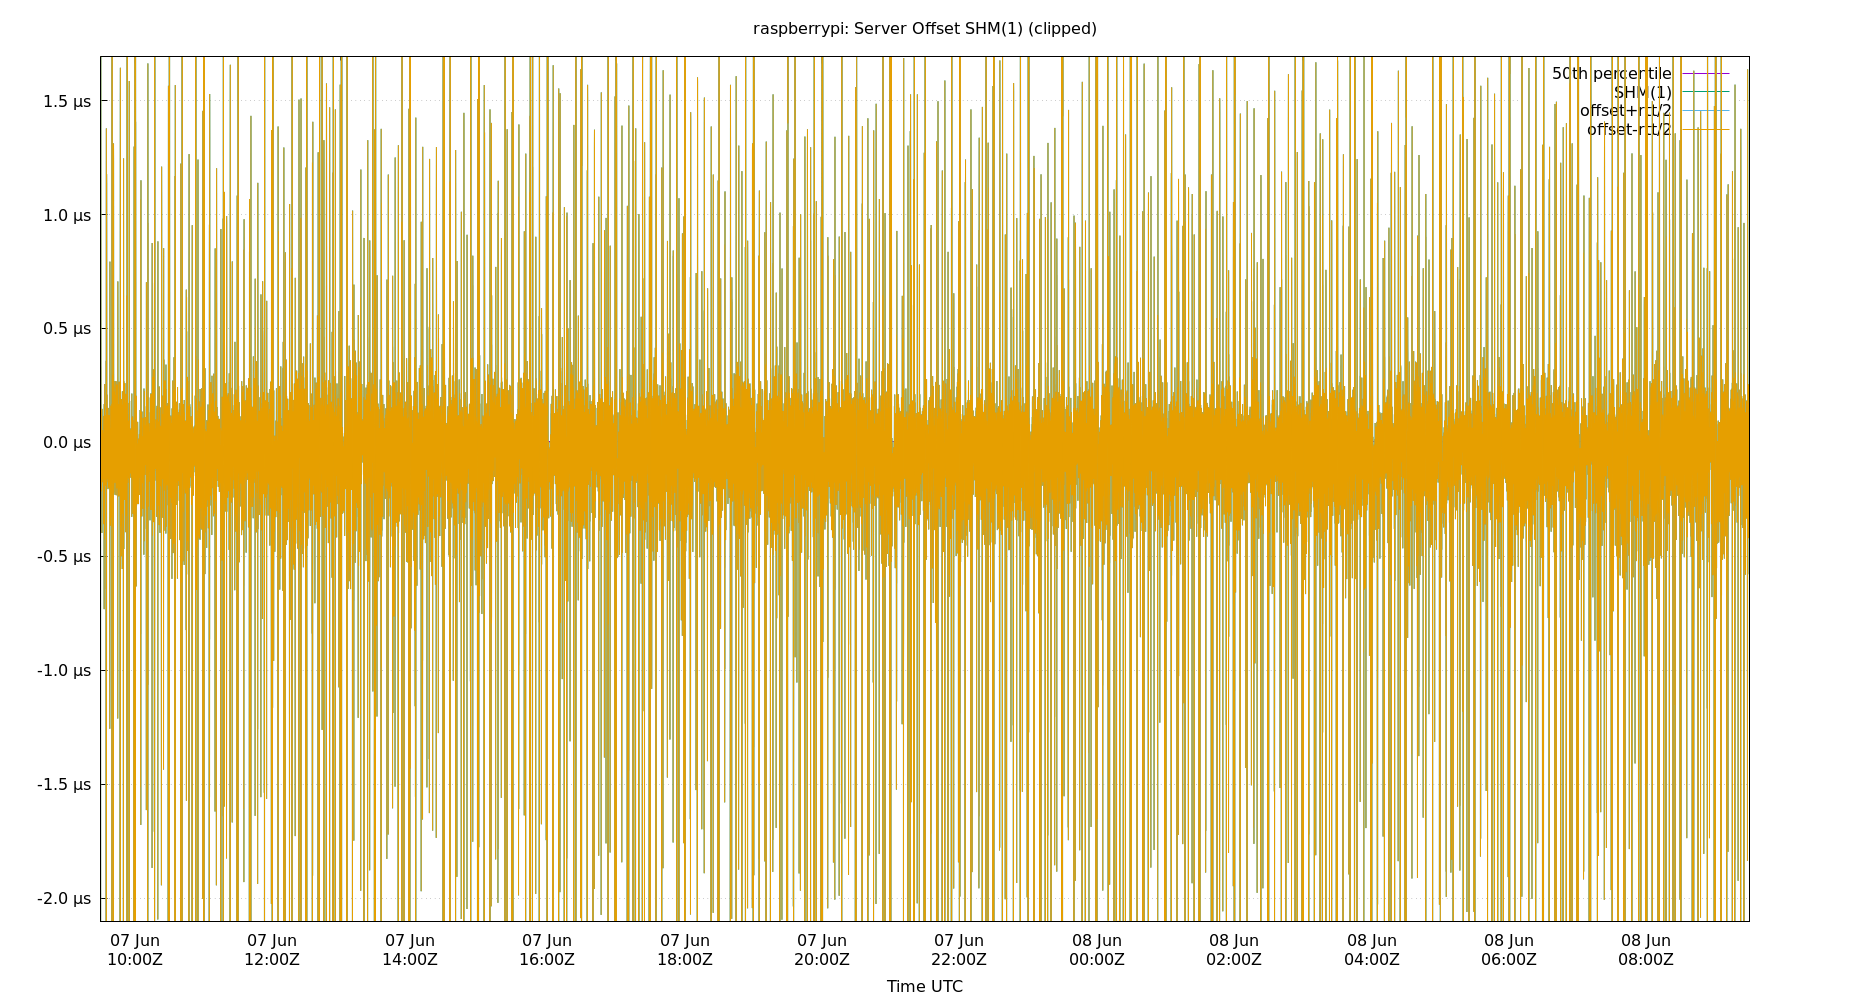 raspberrypi: Server Offset SHM(1) (clipped)
50th percentile
SHM(1)
offset+rtt/2
offset-rtt/2
1.5 µs
1.0 µs
0.5 µs
0.0 µs
-0.5 µs
-1.0 µs
-1.5 µs
-2.0 µs
07 Jun 07 Jun 07 Jun 07 Jun 07 Jun 07 Jun 07 Jun 08 Jun 08 Jun 08 Jun 08 Jun 08 Jun
10:00Z 12:00Z 14:00Z 16:00Z 18:00Z 20:00Z 22:00Z 00:00Z 02:00Z 04:00Z 06:00Z 08:00Z
Time UTC